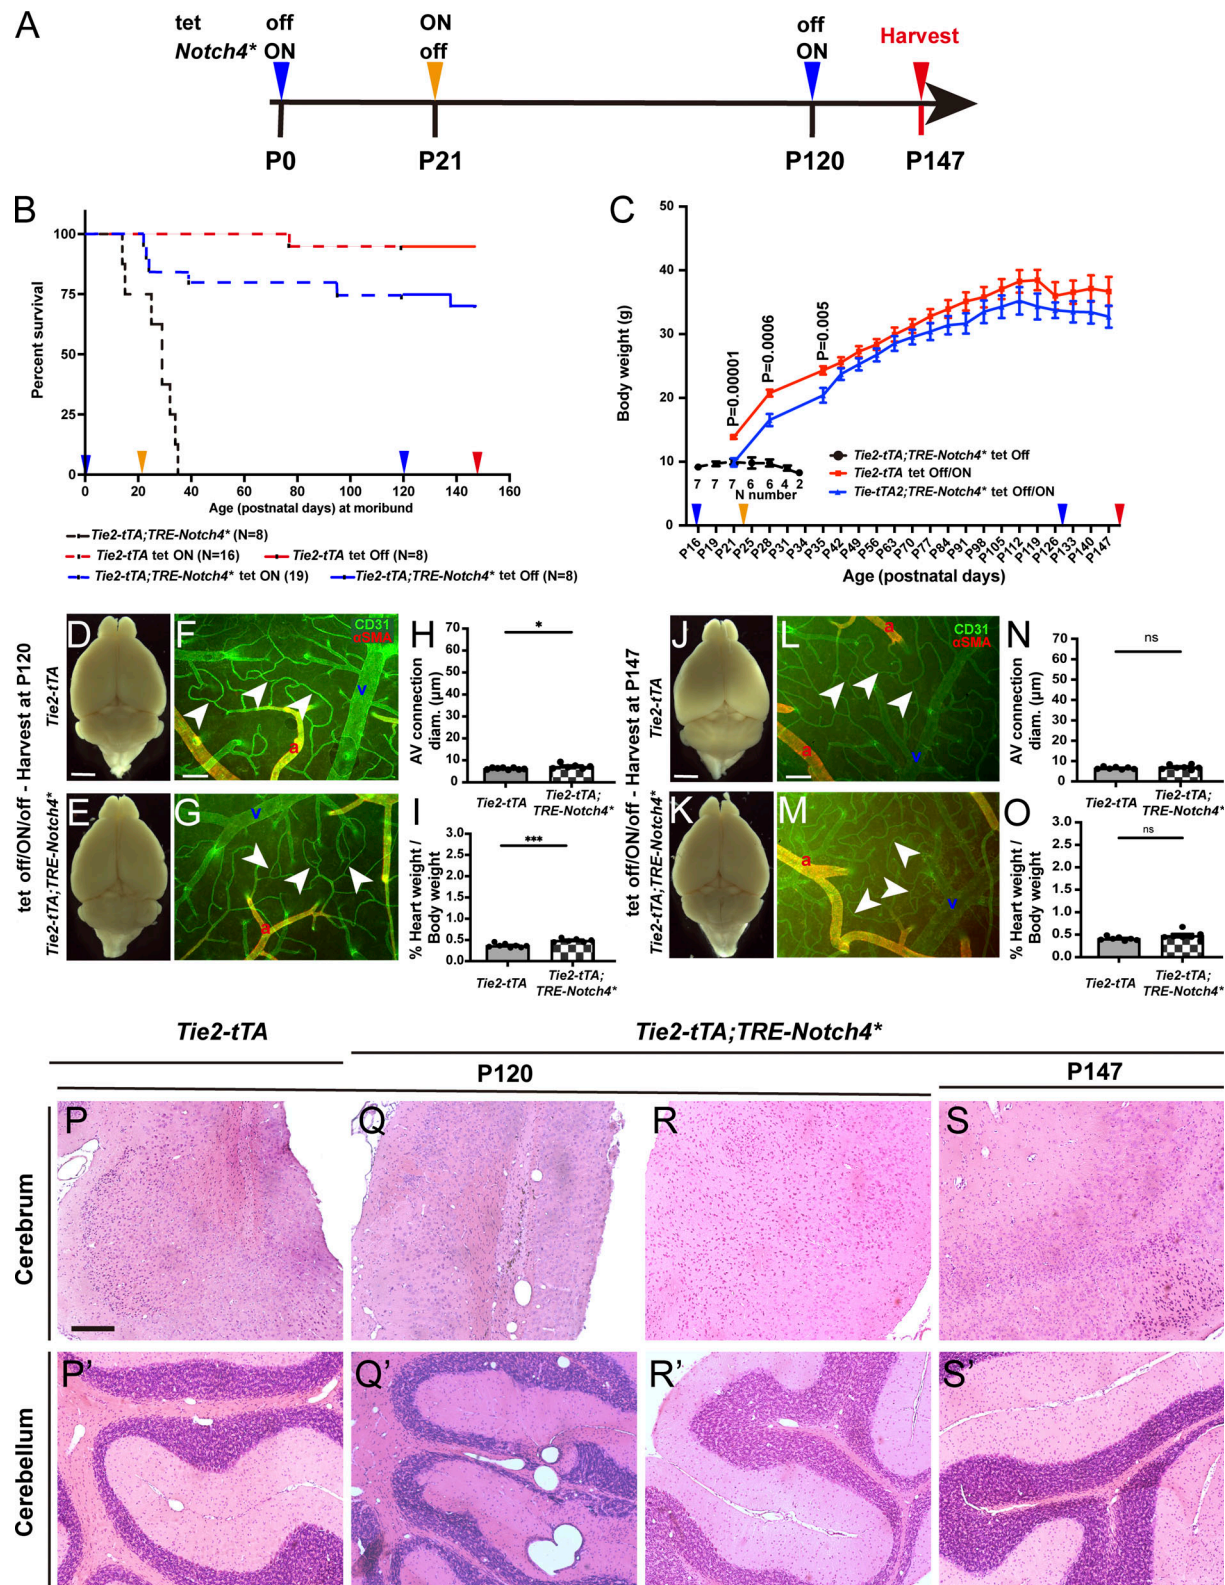 A
tet off ON off Harvest
Notch4* ON off ON
P0 P21 P120 P147
B
Percent survival
100
75
50
25
0
0 20 40 60 80 100 120 140 160
Age (postnatal days) at moribund
Tie2-tTA;TRE-Notch4* (N=8)
Tie2-tTA tet ON (N=16) Tie2-tTA tet Off (N=8)
Tie2-tTA;TRE-Notch4* tet ON (19) Tie2-tTA;TRE-Notch4* tet Off (N=8)
C
Body weight (g)
50
40
30
20
10
0
P=0.00001
P=0.0006
P=0.005
7 7 7 6 6 4 2
N number
Tie2-tTA;TRE-Notch4* tet Off
Tie2-tTA tet Off/ON
Tie-tTA2;TRE-Notch4* tet Off/ON
P16 P19 P21 P25 P28 P31 P34 P35 P42 P49 P56 P63 P70 P77 P84 P91 P98 P105 P112 P119 P126 P133 P140 P147
Age (postnatal days)
tet off/ON/off - Harvest at P120
Tie2-tTA
Tie2-tTA;TRE-Notch4*
D
E
F
CD31
αSMA
v
a
G
v
a
H
AV connection
diam. (μm)
70
60
50
40
30
20
10
0
*
Tie2-tTA Tie2-tTA;
TRE-Notch4*
I
% Heart weight /
Body weight
3.0
2.5
2.0
1.5
1.0
0.5
0.0
***
Tie2-tTA Tie2-tTA;
TRE-Notch4*
tet off/ON/off - Harvest at P147
Tie2-tTA
Tie2-tTA;TRE-Notch4*
J
K
L
a
CD31
αSMA
v
M
a
v
N
AV connection
diam. (μm)
70
60
50
40
30
20
10
0
ns
Tie2-tTA Tie2-tTA;
TRE-Notch4*
O
% Heart weight /
Body weight
3.0
2.5
2.0
1.5
1.0
0.5
0.0
ns
Tie2-tTA Tie2-tTA;
TRE-Notch4*
Tie2-tTA Tie2-tTA;TRE-Notch4*
P120 P147
Cerebrum
P Q R S
Cerebellum
P' Q' R' S'